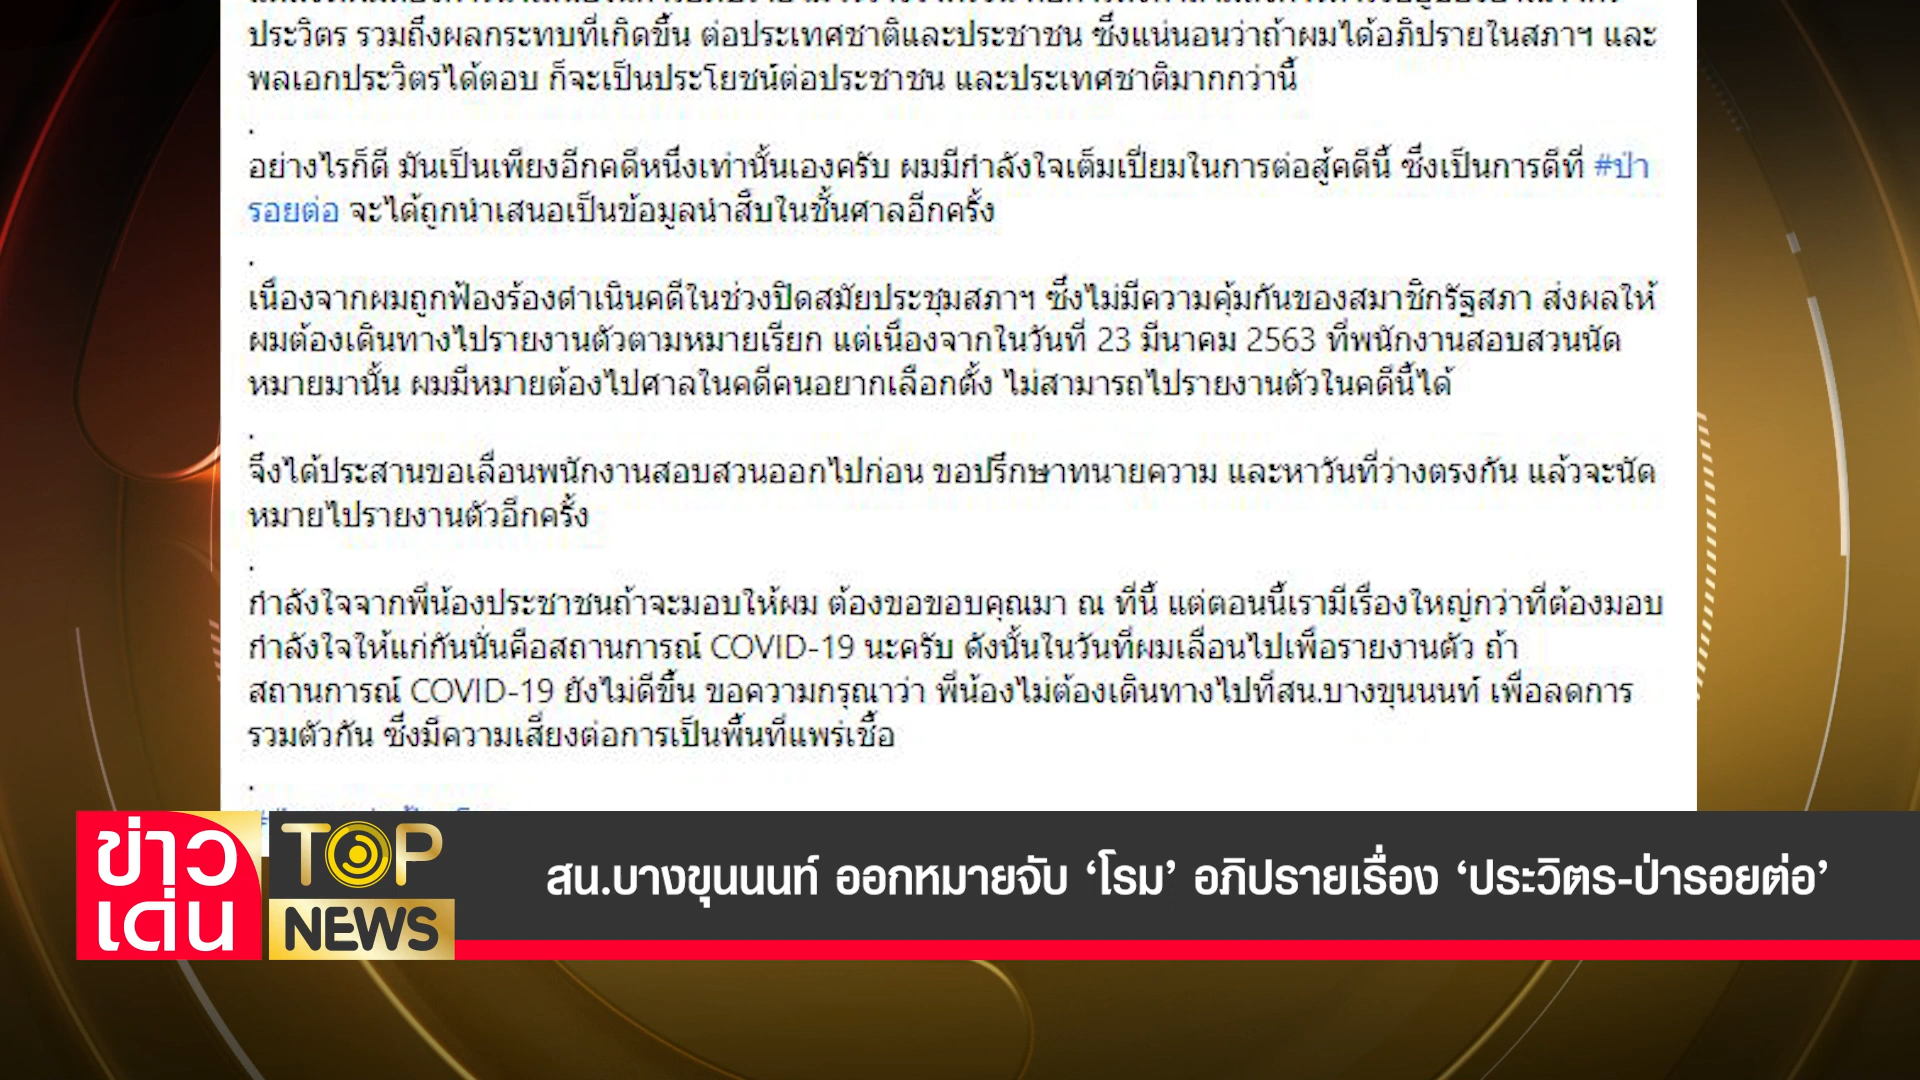 ประวิตร รวมถึงผลกระทบที่เกิดขึ้น ต่อประเทศชาติและประชาชน ซึ่งแน่นอนว่าถ้าผมได้อภิปรายในสภาฯ และ
พลเอกประวิตรได้ตอบ ก็จะเป็นประโยชน์ต่อประชาชน และประเทศชาติมากกว่านี้
.
อย่างไรก็ดี มันเป็นเพียงอีกคดีหนึ่งเท่านั้นเองครับ ผมมีกำลังใจเต็มเปี่ยมในการต่อสู้คดีนี้ ซึ่งเป็นการดีที่ #ป่า
รอยต่อ จะได้ถูกนำเสนอเป็นข้อมูลนำสืบในชั้นศาลอีกครั้ง
.
เนื่องจากผมถูกฟ้องร้องดำเนินคดีในช่วงปิดสมัยประชุมสภาฯ ซึ่งไม่มีความคุ้มกันของสมาชิกรัฐสภา ส่งผลให้
ผมต้องเดินทางไปรายงานตัวตามหมายเรียก แต่เนื่องจากในวันที่ 23 มีนาคม 2563 ที่พนักงานสอบสวนนัด
หมายมานั้น ผมมีหมายต้องไปศาลในคดีคนอยากเลือกตั้ง ไม่สามารถไปรายงานตัวในคดีนี้ได้
.
จึงได้ประสานขอเลื่อนพนักงานสอบสวนออกไปก่อน ขอปรึกษาทนายความ และหาวันที่ว่างตรงกัน แล้วจะนัด
หมายไปรายงานตัวอีกครั้ง
.
กำลังใจจากพี่น้องประชาชนถ้าจะมอบให้ผม ต้องขอขอบคุณมา ณ ที่นี้ แต่ตอนนี้เรามีเรื่องใหญ่กว่าที่ต้องมอบ
กำลังใจให้แก่กันนั่นคือสถานการณ์ COVID-19 นะครับ ดังนั้นในวันที่ผมเลื่อนไปเพื่อรายงานตัว ถ้า
สถานการณ์ COVID-19 ยังไม่ดีขึ้น ขอความกรุณาว่า พี่น้องไม่ต้องเดินทางไปที่สน.บางขุนนนท์ เพื่อลดการ
รวมตัวกัน ซึ่งมีความเสี่ยงต่อการเป็นพื้นที่แพร่เชื้อ
.
ข่าว
เด่น
TOP
NEWS
สน.บางขุนนนท์ ออกหมายจับ ‘โรม’ อภิปรายเรื่อง ‘ประวิตร-ป่ารอยต่อ’